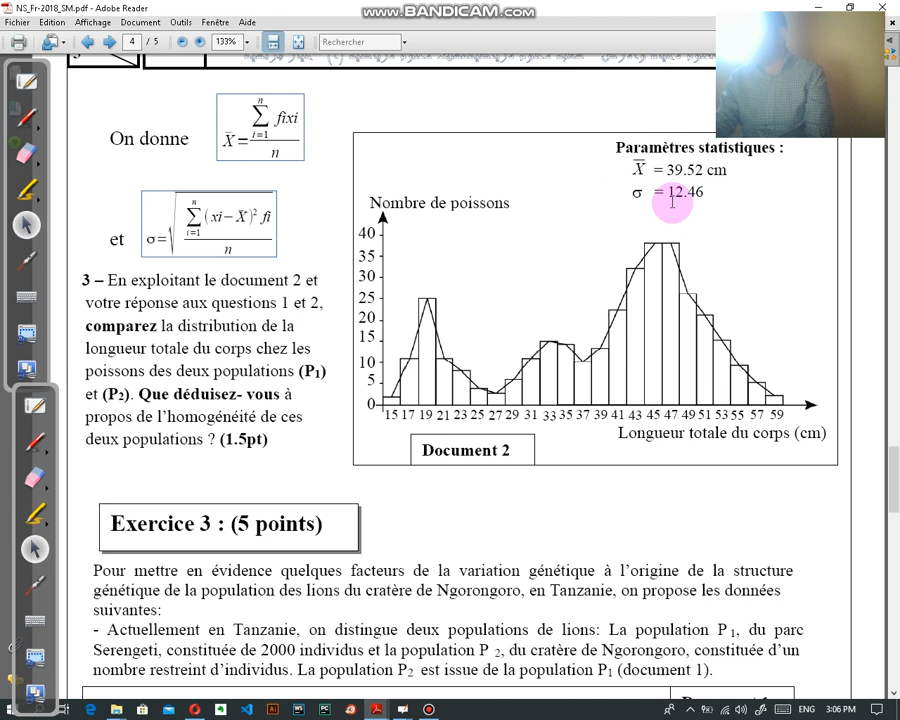 NS_Fr-2018_SM.pdf - Adobe Reader
www.BANDICAM.com
Fichier Edition Affichage Document Outils Fenêtre Aide
4 / 5 133% Rechercher
On donne
X̄ = ∑ i=1 n fixi / n
et σ = √ ∑ i=1 n (xi − X̄)² fi / n
3 – En exploitant le document 2 et
votre réponse aux questions 1 et 2,
comparez la distribution de la
longueur totale du corps chez les
poissons des deux populations (P1)
et (P2). Que déduisez- vous à
propos de l’homogénéité de ces
deux populations ? (1.5pt)
Paramètres statistiques :
X̄ = 39.52 cm
σ = 12.46
Nombre de poissons
40
35
30
25
20
15
10
5
0
15 17 19 21 23 25 27 29 31 33 35 37 39 41 43 45 47 49 51 53 55 57 59
Longueur totale du corps (cm)
Document 2
Exercice 3 : (5 points)
Pour mettre en évidence quelques facteurs de la variation génétique à l’origine de la structure
génétique de la population des lions du cratère de Ngorongoro, en Tanzanie, on propose les données
suivantes:
- Actuellement en Tanzanie, on distingue deux populations de lions: La population P 1, du parc
Serengeti, constituée de 2000 individus et la population P 2, du cratère de Ngorongoro, constituée d’un
nombre restreint d’individus. La population P2 est issue de la population P1 (document 1).
ENG 3:06 PM